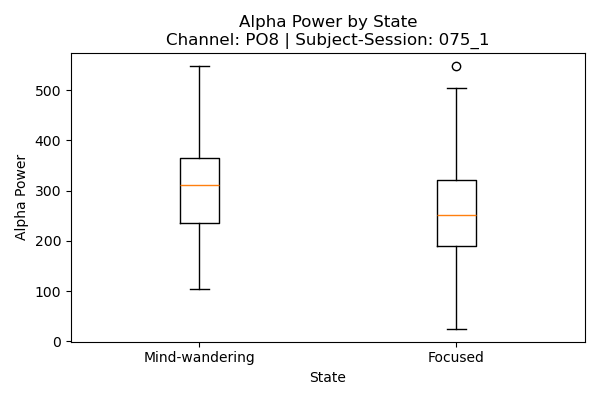 Alpha Power by State
Channel: PO8 | Subject-Session: 075_1
Alpha Power
500
400
300
200
100
0
Mind-wandering
Focused
State